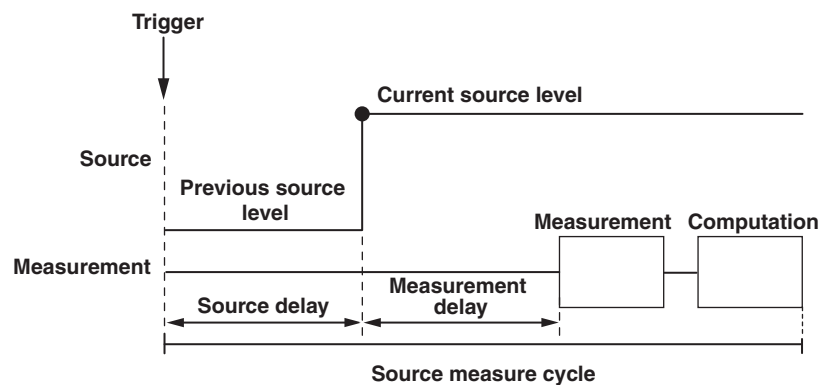 Trigger
Current source level
Source
Previous source
level
Measurement Computation
Measurement
Source delay
Measurement
delay
Source measure cycle